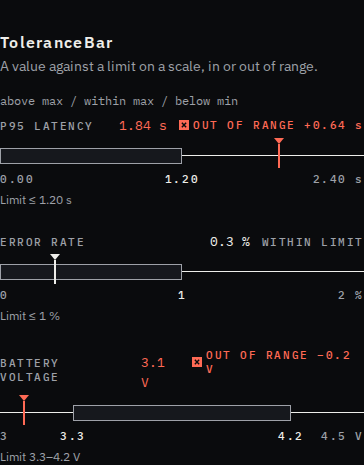 ToleranceBar
A value against a limit on a scale, in or out of range.
above max / within max / below min
P95 LATENCY 1.84 s OUT OF RANGE +0.64 s
0.00 1.20 2.40 s
Limit ≤ 1.20 s
ERROR RATE 0.3 % WITHIN LIMIT
0 1 2 %
Limit ≤ 1 %
BATTERY VOLTAGE 3.1 V OUT OF RANGE −0.2 V
3 3.3 4.2 4.5 V
Limit 3.3–4.2 V